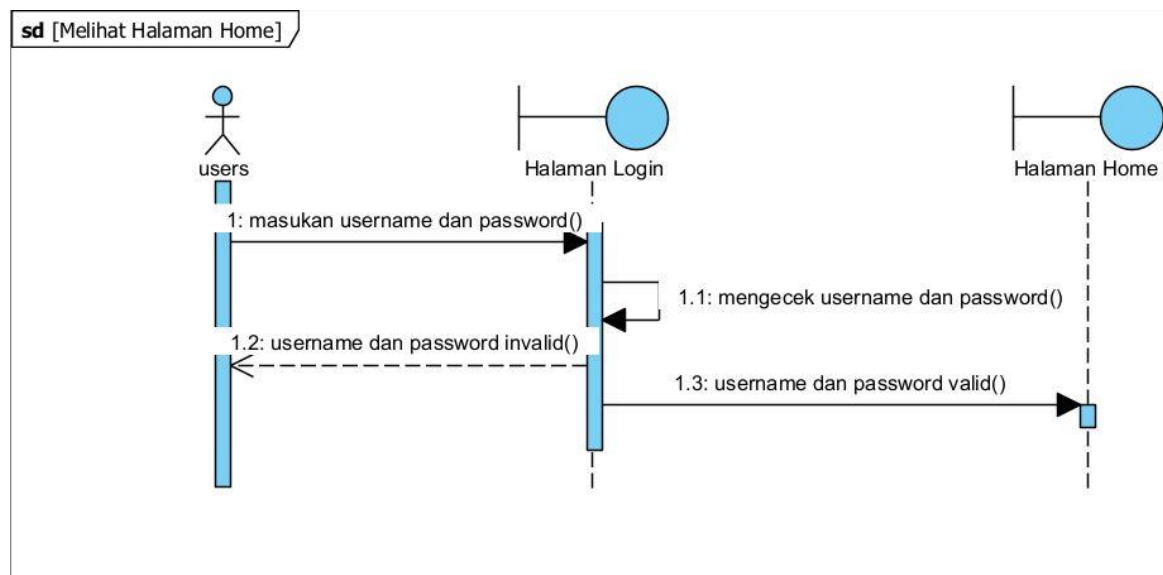 sd [Melihat Halaman Home]
users
Halaman Login
Halaman Home
1: masukan username dan password()
1.1: mengecek username dan password()
1.2: username dan password invalid()
1.3: username dan password valid()